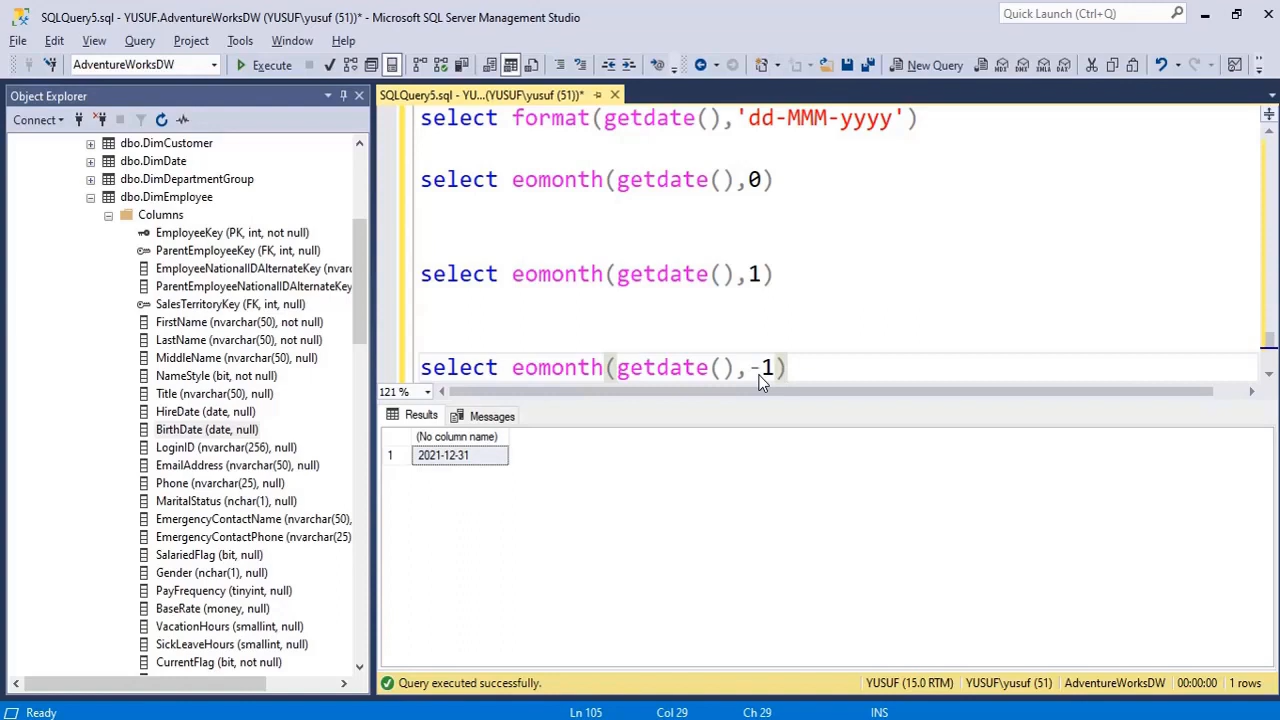 SQLQuery5.sql - YUSUF.AdventureWorksDW (YUSUF\yusuf (51))* - Microsoft SQL Server Management Studio
Quick Launch (Ctrl+Q)
File Edit View Query Project Tools Window Help
AdventureWorksDW Execute New Query
MDX DMX XMLA DAX
Object Explorer
SQLQuery5.sql - YU...(YUSUF\yusuf (51))*
Connect
dbo.DimCustomer
dbo.DimDate
dbo.DimDepartmentGroup
dbo.DimEmployee
Columns
EmployeeKey (PK, int, not null)
ParentEmployeeKey (FK, int, null)
EmployeeNationalIDAlternateKey (nvarc
ParentEmployeeNationalIDAlternateKey
SalesTerritoryKey (FK, int, null)
FirstName (nvarchar(50), not null)
LastName (nvarchar(50), not null)
MiddleName (nvarchar(50), null)
NameStyle (bit, not null)
Title (nvarchar(50), null)
HireDate (date, null)
BirthDate (date, null)
LoginID (nvarchar(256), null)
EmailAddress (nvarchar(50), null)
Phone (nvarchar(25), null)
MaritalStatus (nchar(1), null)
EmergencyContactName (nvarchar(50),
EmergencyContactPhone (nvarchar(25)
SalariedFlag (bit, null)
Gender (nchar(1), null)
PayFrequency (tinyint, null)
BaseRate (money, null)
VacationHours (smallint, null)
SickLeaveHours (smallint, null)
CurrentFlag (bit, not null)
select format(getdate(),'dd-MMM-yyyy')
select eomonth(getdate(),0)
select eomonth(getdate(),1)
select eomonth(getdate(),-1)
121 %
Results Messages
(No column name)
1 2021-12-31
Query executed successfully. YUSUF (15.0 RTM) YUSUF\yusuf (51) AdventureWorksDW 00:00:00 1 rows
Ready Ln 105 Col 29 Ch 29 INS